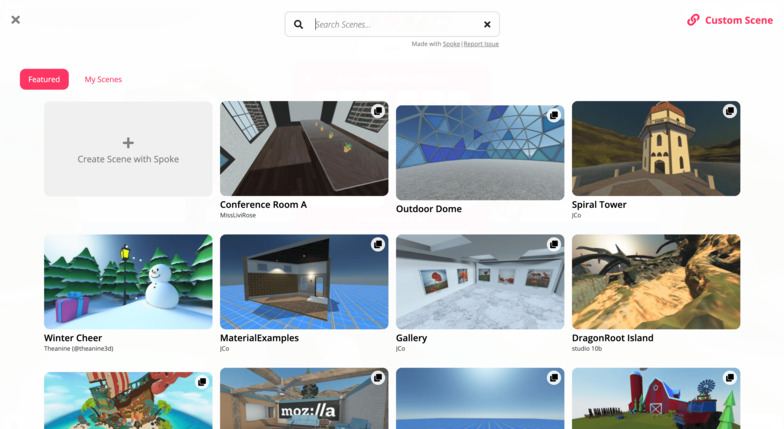 Search Scenes...
Custom Scene
Made with Spoke | Report Issue
Featured
My Scenes
Create Scene with Spoke
Conference Room A
MissLiviRose
Outdoor Dome
Spiral Tower
JCo
Winter Cheer
Theanine (@theanine3d)
MaterialExamples
JCo
Gallery
JCo
DragonRoot Island
studio 10b
moz://a